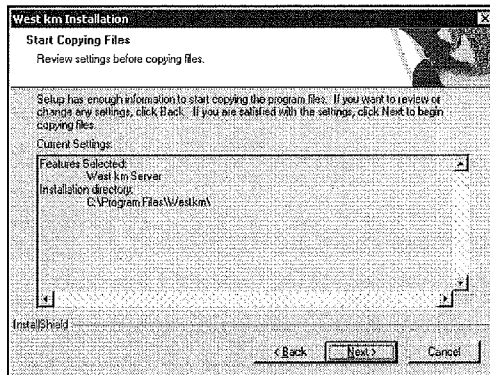 West km Installation
Start Copying Files
Review settings before copying files.
Setup has enough information to start copying the program files. If you want to review or
change any settings, click Back. If you are satisfied with the settings, click Next to begin
copying files.
Current Settings:
Features Selected:
West km Server
Installation directory:
C:\Program Files\Westkm\
InstallShield
< Back
Next >
Cancel